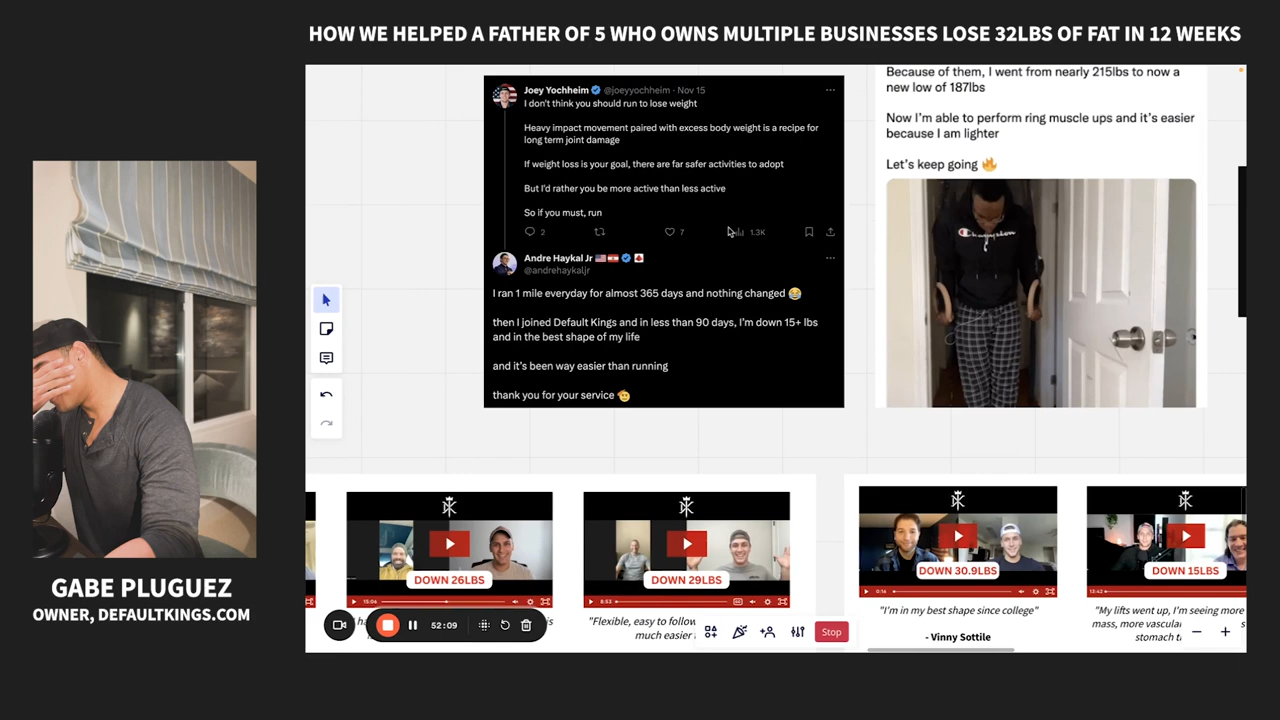 HOW WE HELPED A FATHER OF 5 WHO OWNS MULTIPLE BUSINESSES LOSE 32LBS OF FAT IN 12 WEEKS
Joey Yochheim @joeyyochheim · Nov 15
I don't think you should run to lose weight
Heavy impact movement paired with excess body weight is a recipe for
long term joint damage
If weight loss is your goal, there are far safer activities to adopt
But I'd rather you be more active than less active
So if you must, run
2
7
1.3K
Andre Haykal Jr
@andrehaykaljr
I ran 1 mile everyday for almost 365 days and nothing changed 😂
then I joined Default Kings and in less than 90 days, I'm down 15+ lbs
and in the best shape of my life
and it's been way easier than running
thank you for your service 🫡
Because of them, I went from nearly 215lbs to now a
new low of 187lbs
Now I'm able to perform ring muscle ups and it's easier
because I am lighter
Let's keep going 🔥
Champion
GABE PLUGUEZ
OWNER, DEFAULTKINGS.COM
DOWN 26LBS
15:04
DOWN 29LBS
8:53
"Flexible, easy to follow
much easier
DOWN 30.9LBS
0:14
"I'm in my best shape since college"
- Vinny Sottile
DOWN 15LBS
13:42
"My lifts went up, I'm seeing more
mass, more vascular
stomach
52:09
Stop